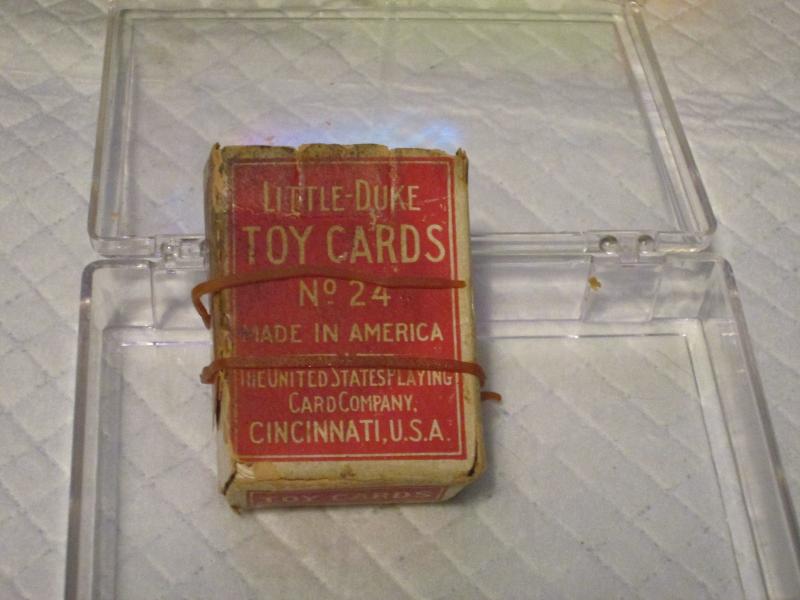 LITTLE-DUKE
TOY CARDS
Nº 24
MADE IN AMERICA
THE UNITED STATES PLAYING
CARD COMPANY,
CINCINNATI, U.S.A.
TOY CARDS